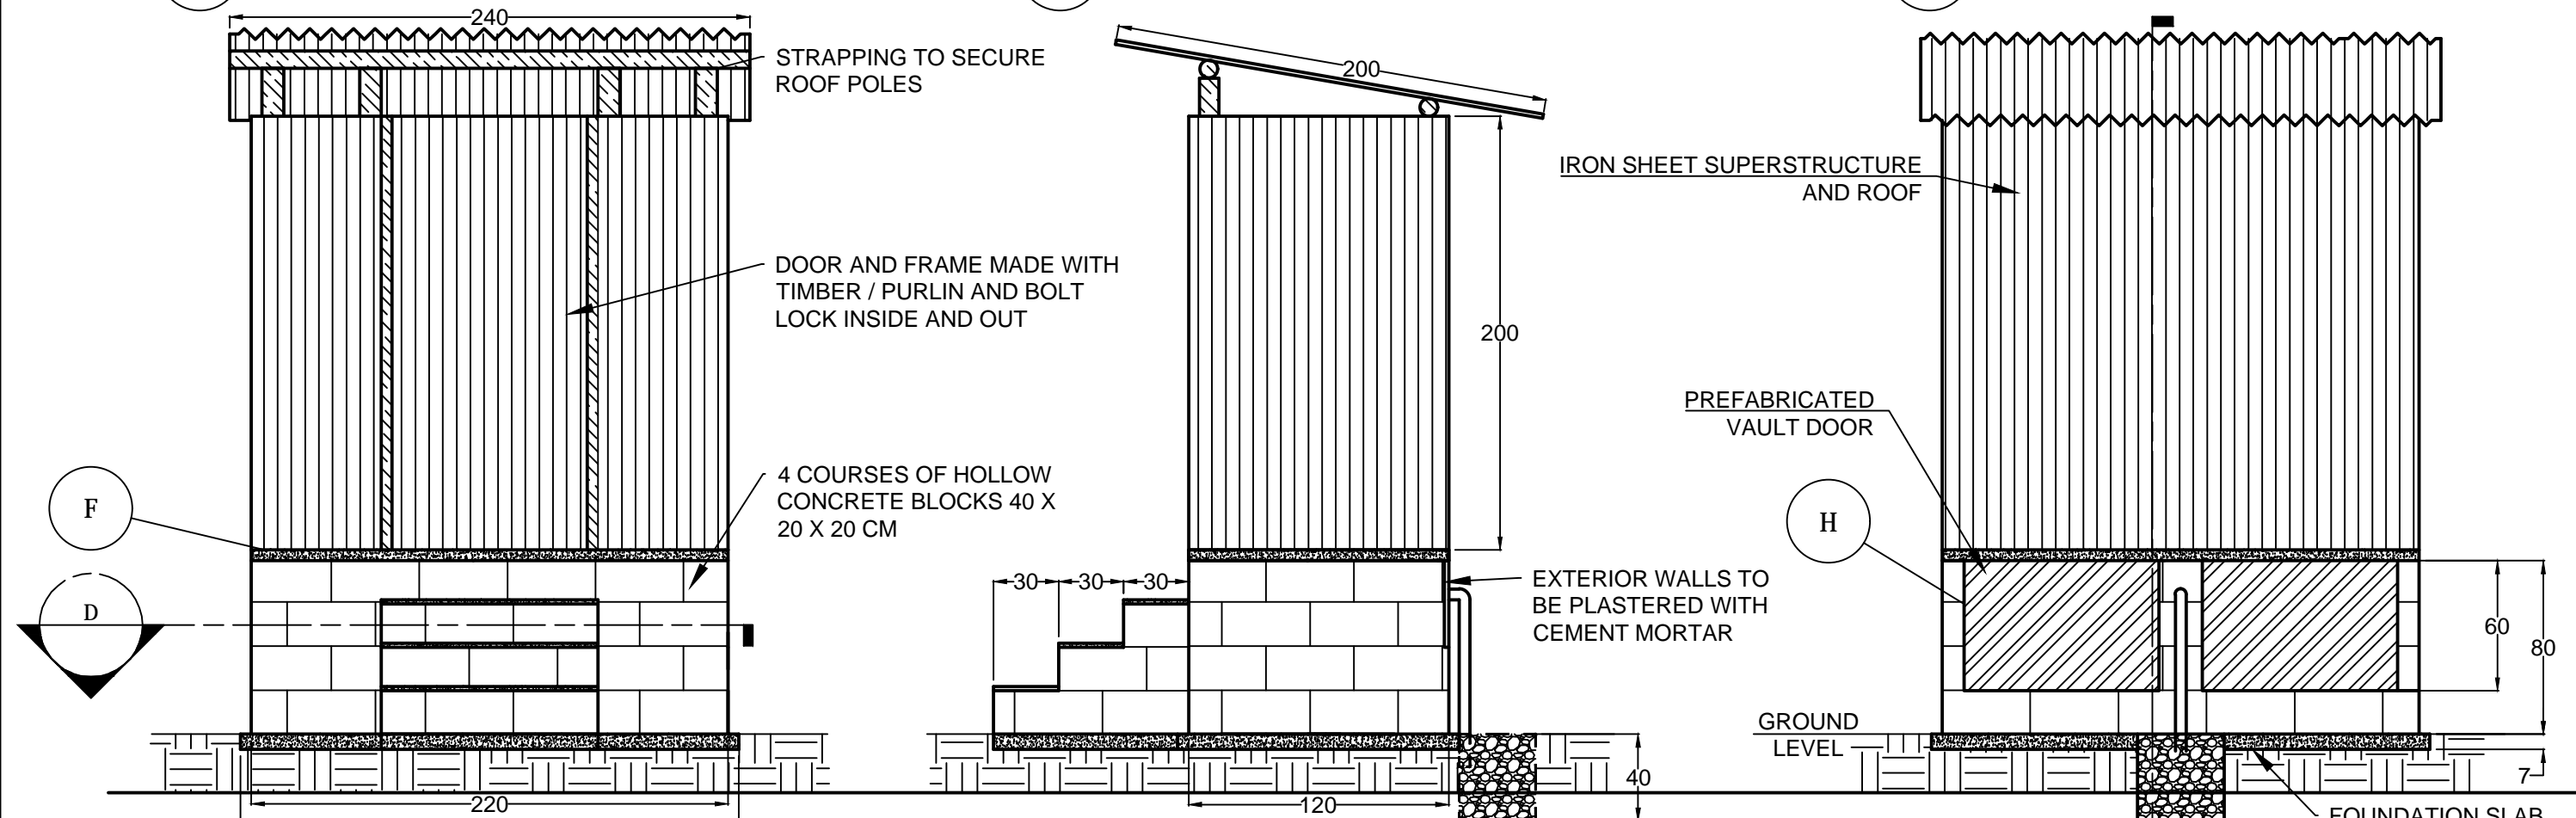 240
STRAPPING TO SECURE
ROOF POLES
DOOR AND FRAME MADE WITH
TIMBER / PURLIN AND BOLT
LOCK INSIDE AND OUT
4 COURSES OF HOLLOW
CONCRETE BLOCKS 40 X
20 X 20 CM
F
D
220
200
200
30
30
30
EXTERIOR WALLS TO
BE PLASTERED WITH
CEMENT MORTAR
120
40
IRON SHEET SUPERSTRUCTURE
AND ROOF
PREFABRICATED
VAULT DOOR
H
GROUND
LEVEL
60
80
7
FOUNDATION SLAB